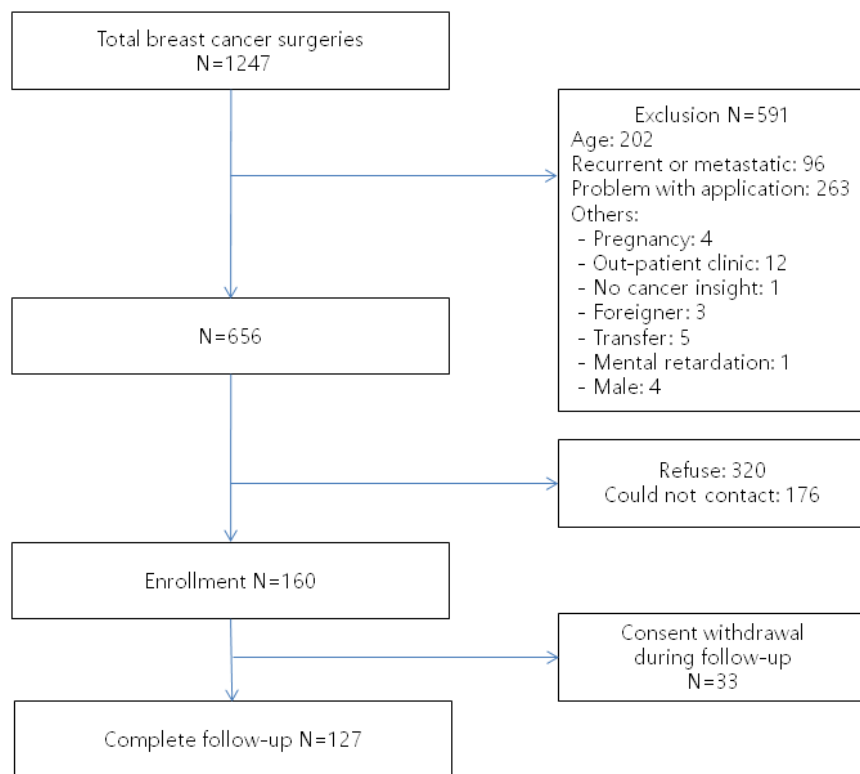 Total breast cancer surgeries
N=1247
Exclusion N=591
Age: 202
Recurrent or metastatic: 96
Problem with application: 263
Others:
- Pregnancy: 4
- Out-patient clinic: 12
- No cancer insight: 1
- Foreigner: 3
- Transfer: 5
- Mental retardation: 1
- Male: 4
N=656
Refuse: 320
Could not contact: 176
Enrollment N=160
Consent withdrawal
during follow-up
N=33
Complete follow-up N=127